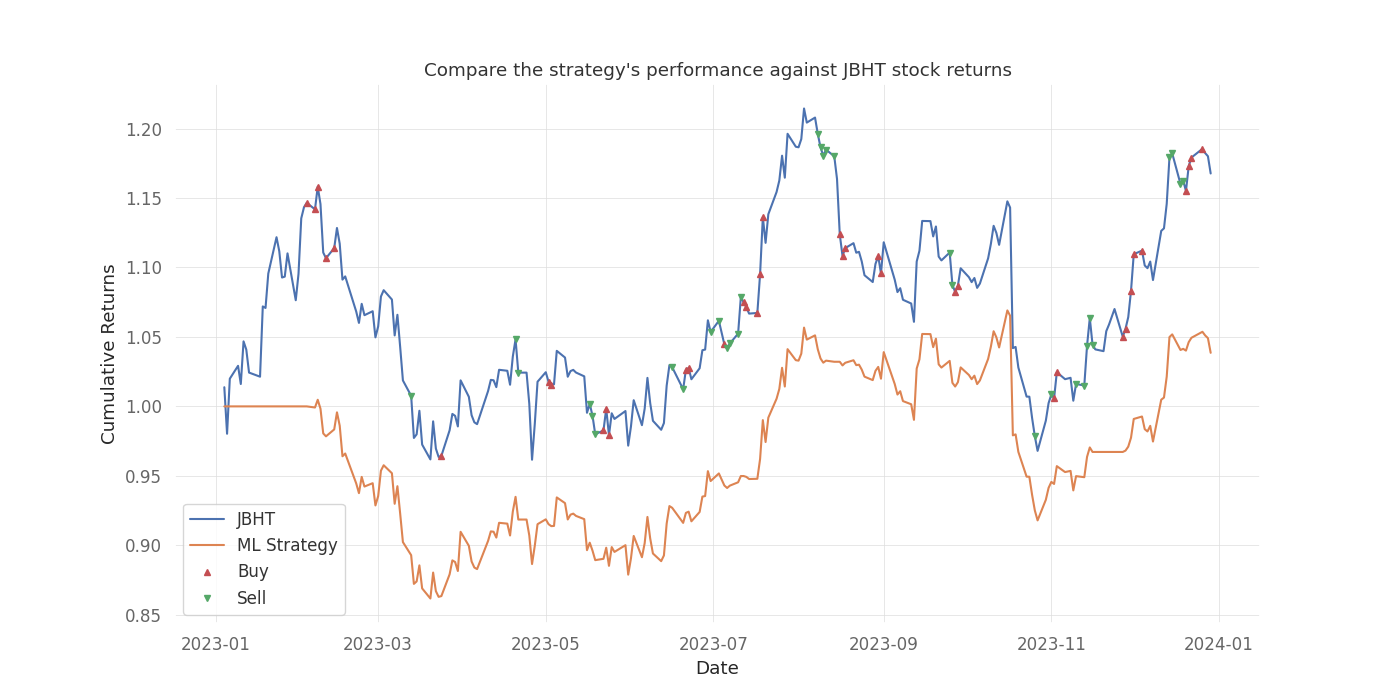 Compare the strategy's performance against JBHT stock returns
Cumulative Returns
1.20
1.15
1.10
1.05
1.00
0.95
0.90
0.85
JBHT
ML Strategy
Buy
Sell
2023-01
2023-03
2023-05
2023-07
2023-09
2023-11
2024-01
Date